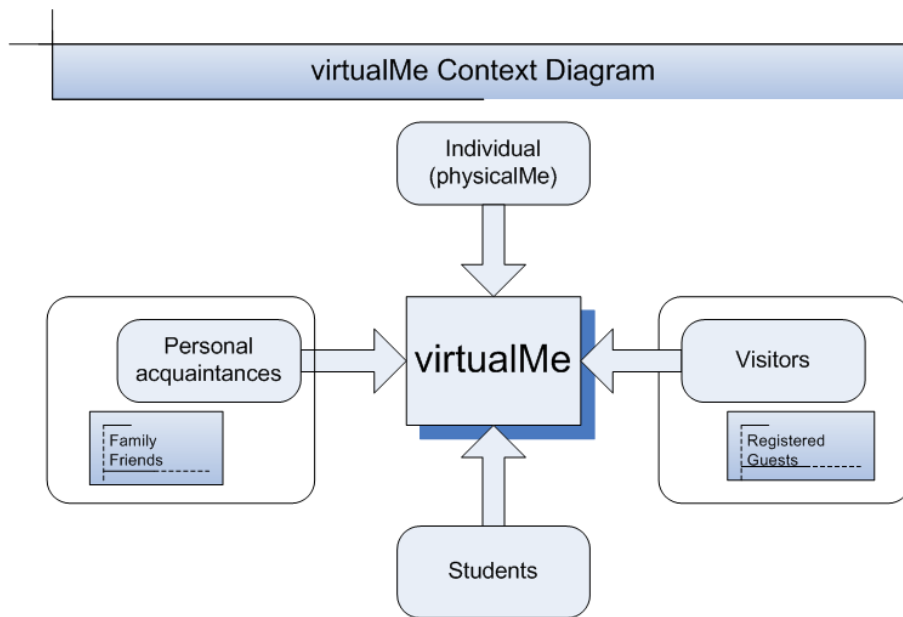 virtualMe Context Diagram
Individual
(physicalMe)
Personal
acquaintances
virtualMe
Visitors
Family
Friends
Registered
Guests
Students